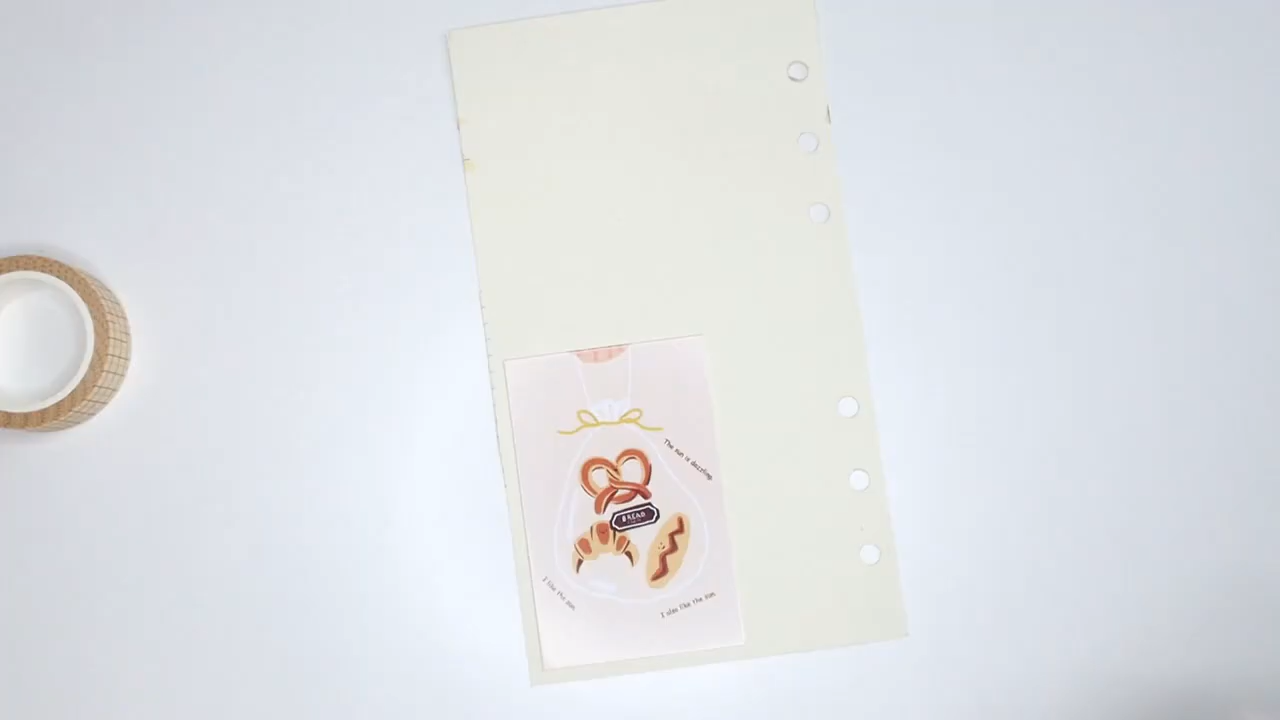 The sun is dazzling.
BREAD
I like the sun.
I also like the sun.